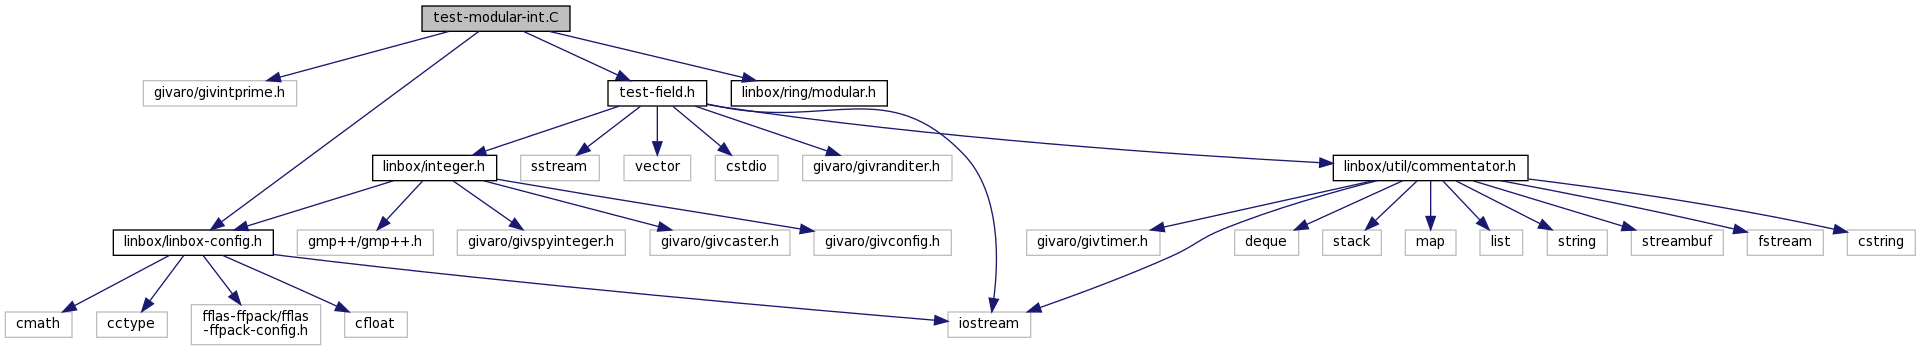 test-modular-int.C
givaro/givintprime.h
test-field.h
linbox/ring/modular.h
linbox/integer.h
sstream
vector
cstdio
givaro/givranditer.h
linbox/util/commentator.h
linbox/linbox-config.h
gmp++/gmp++.h
givaro/givspyinteger.h
givaro/givcaster.h
givaro/givconfig.h
givaro/givtimer.h
deque
stack
map
list
string
streambuf
fstream
cstring
cmath
cctype
fflas-ffpack/fflas
-ffpack-config.h
cfloat
iostream